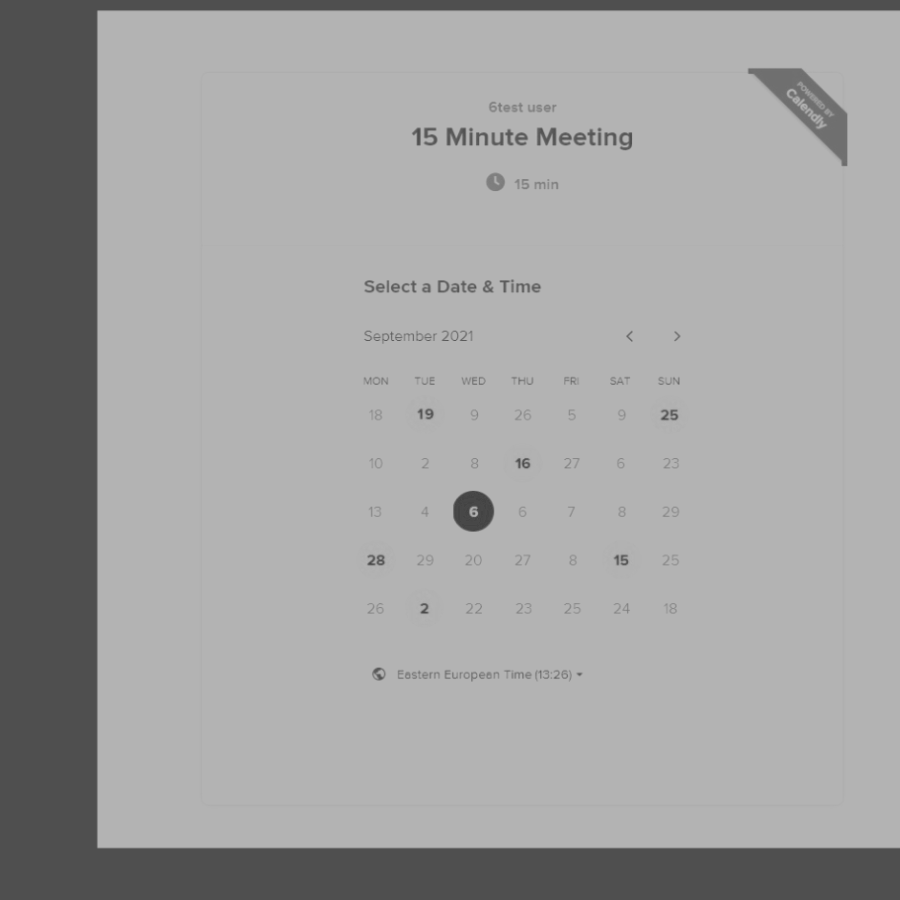 POWERED BY
Calendly
6test user
15 Minute Meeting
15 min
Select a Date & Time
September 2021
MON TUE WED THU FRI SAT SUN
18 19 9 26 5 9 25
10 2 8 16 27 6 23
13 4 6 6 7 8 29
28 29 20 27 8 15 25
26 2 22 23 25 24 18
Eastern European Time (13:26)